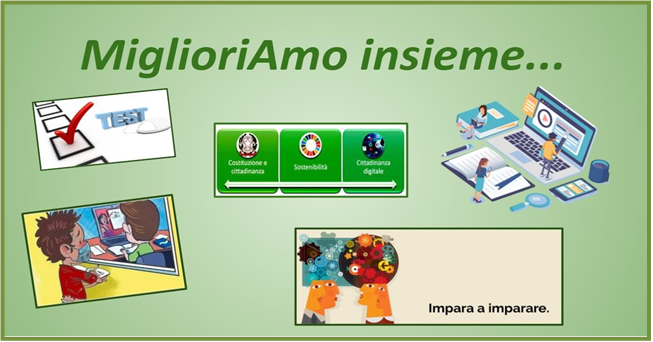 MiglioriAmo insieme...
TEST
Costituzione e
cittadinanza
Sostenibilità
Cittadinanza
digitale
Impara a imparare.